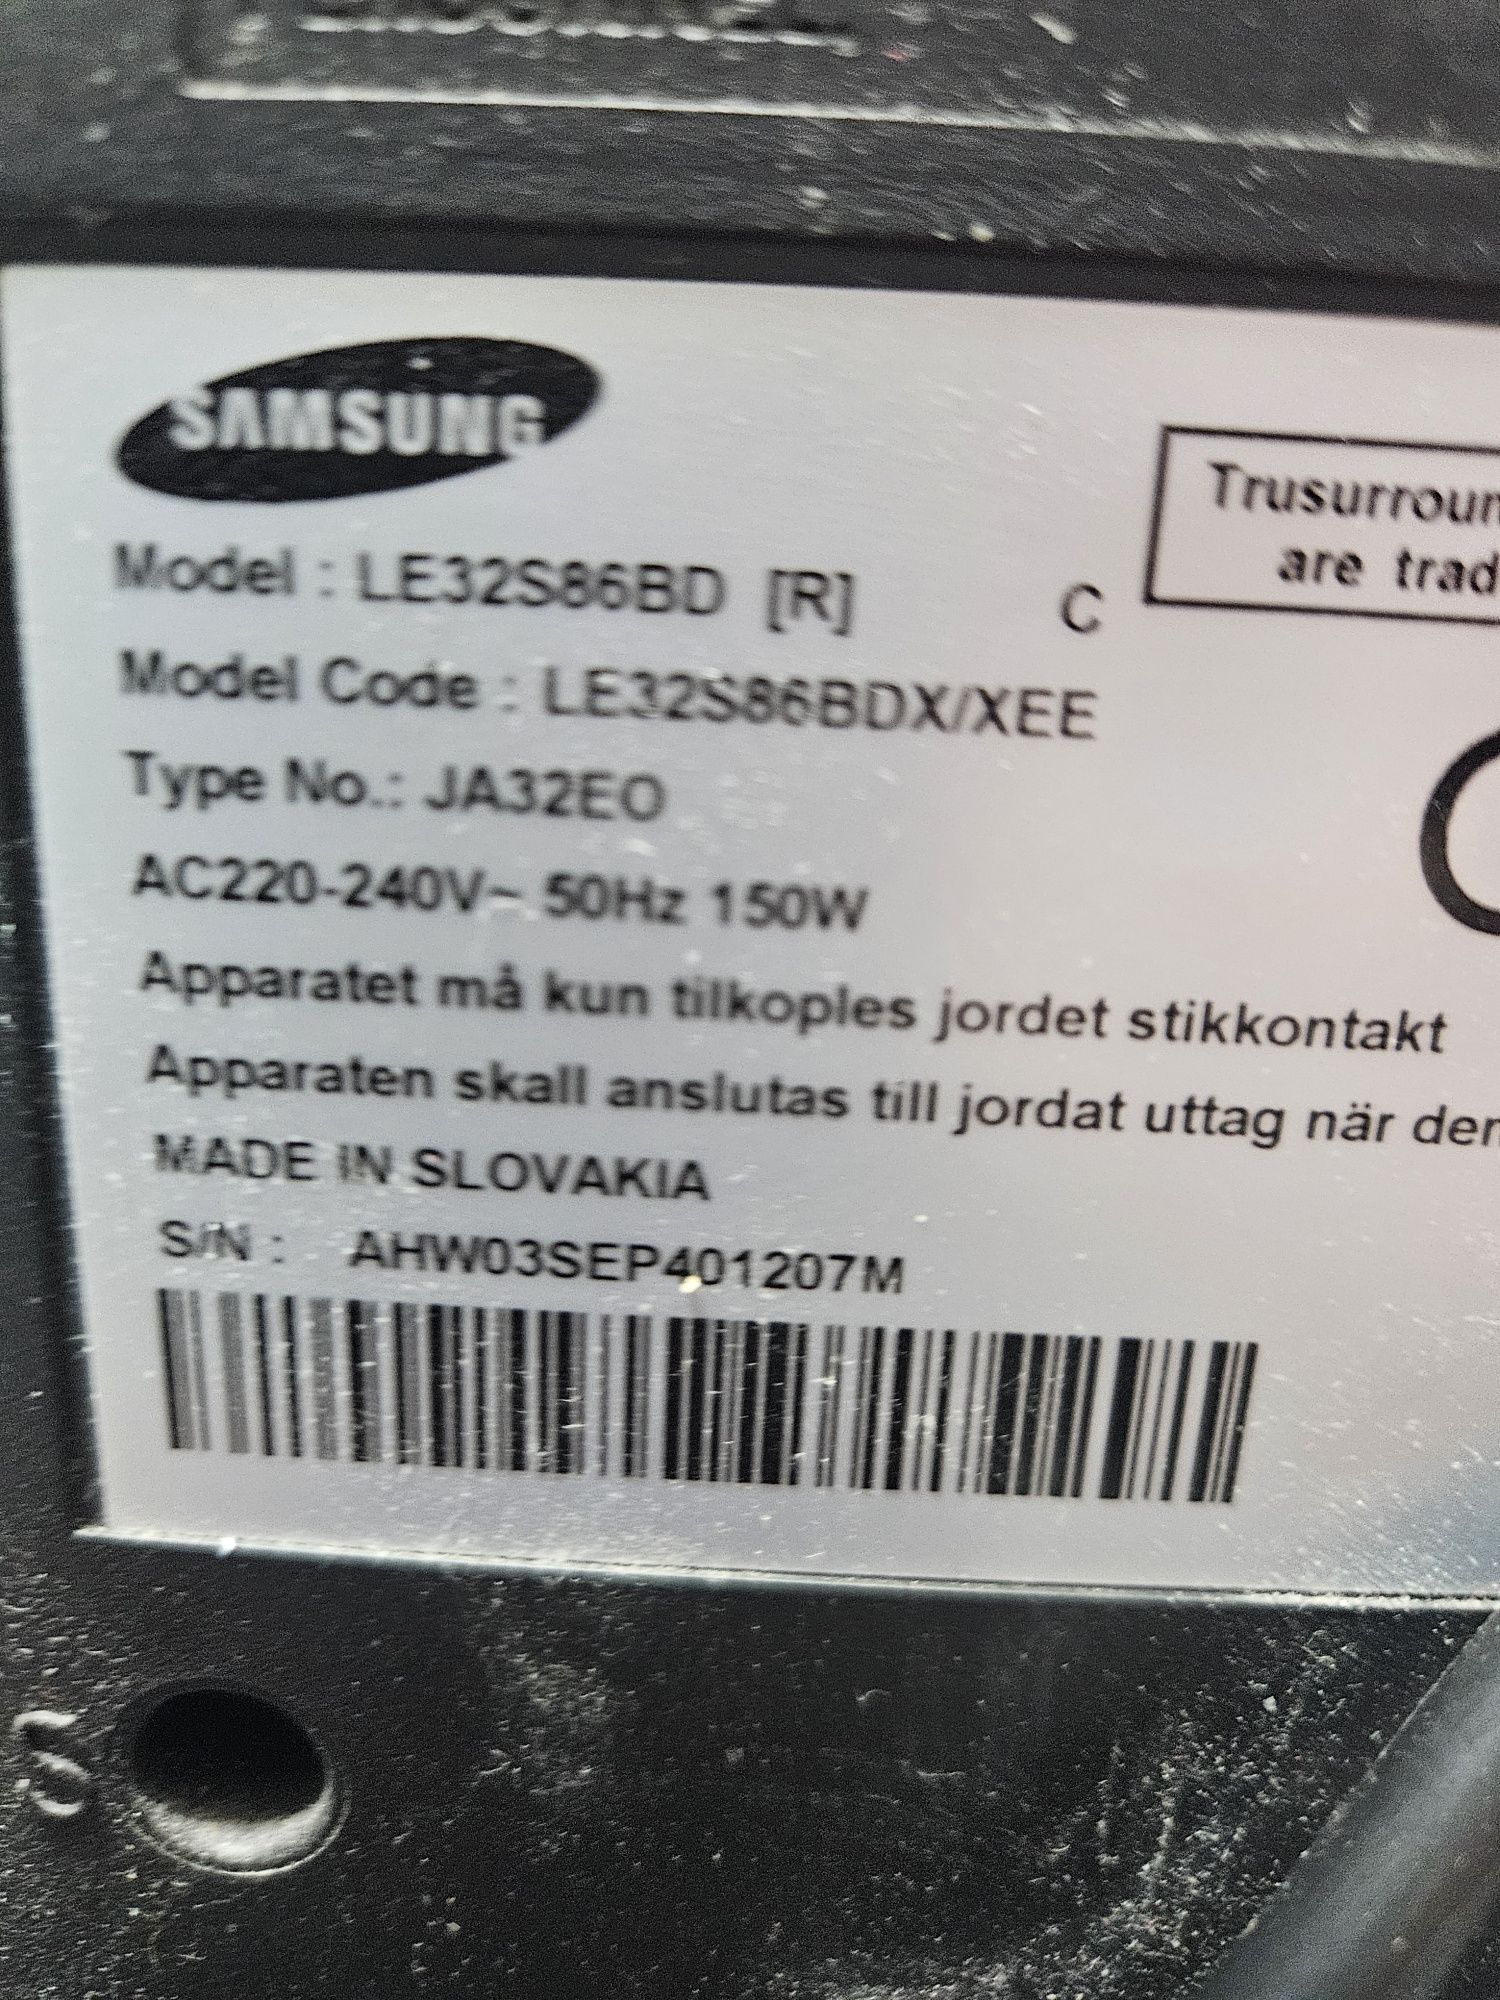 SAMSUNG
Trusurroun
are trad
Model : LE32S86BD [R] C
Model Code : LE32S86BDX/XEE
Type No.: JA32EO
AC220-240V~ 50Hz 150W
Apparatet må kun tilkoples jordet stikkontakt
Apparaten skall anslutas till jordat uttag när den
MADE IN SLOVAKIA
S/N : AHW03SEP401207M